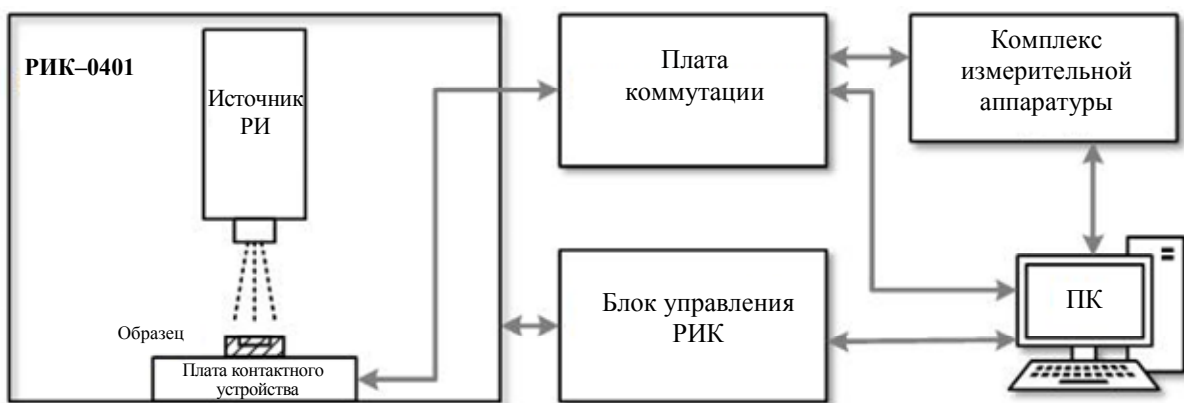 РИК–0401
Источник
РИ
Образец
Плата контактного
устройства
Плата
коммутации
Комплекс
измерительной
аппаратуры
Блок управления
РИК
ПК